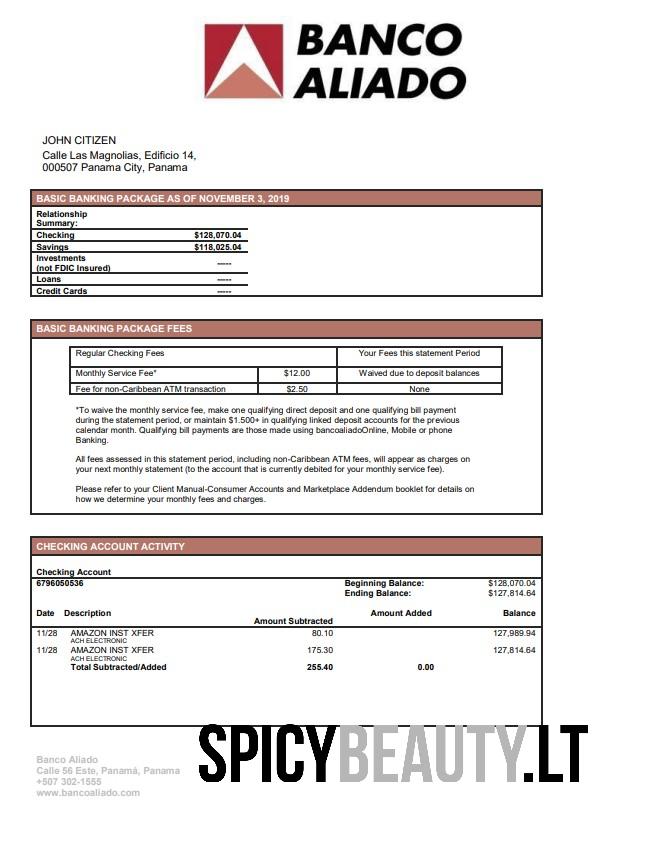 BANCO
ALIADO
JOHN CITIZEN
Calle Las Magnolias, Edificio 14,
000507 Panama City, Panama
BASIC BANKING PACKAGE AS OF NOVEMBER 3, 2019
Relationship
Summary:
Checking $128,070.04
Savings $118,025.04
Investments
(not FDIC Insured) -----
Loans -----
Credit Cards -----
BASIC BANKING PACKAGE FEES
Regular Checking Fees Your Fees this statement Period
Monthly Service Fee* $12.00 Waived due to deposit balances
Fee for non-Caribbean ATM transaction $2.50 None
*To waive the monthly service fee, make one qualifying direct deposit and one qualifying bill payment
during the statement period, or maintain $1.500+ in qualifying linked deposit accounts for the previous
calendar month. Qualifying bill payments are those made using bancoaliadoOnline, Mobile or phone
Banking.
All fees assessed in this statement period, including non-Caribbean ATM fees, will appear as charges on
your next monthly statement (to the account that is currently debited for your monthly service fee).
Please refer to your Client Manual-Consumer Accounts and Marketplace Addendum booklet for details on
how we determine your monthly fees and charges.
CHECKING ACCOUNT ACTIVITY
Checking Account
6796050536 Beginning Balance: $128,070.04
Ending Balance: $127,814.64
Date Description Amount Subtracted Amount Added Balance
11/28 AMAZON INST XFER 80.10 127,989.94
ACH ELECTRONIC
11/28 AMAZON INST XFER 175.30 127,814.64
ACH ELECTRONIC
Total Subtracted/Added 255.40 0.00
SPICYBEAUTY.LT
Banco Aliado
Calle 56 Este, Panamá, Panama
+507 302-1555
www.bancoaliado.com